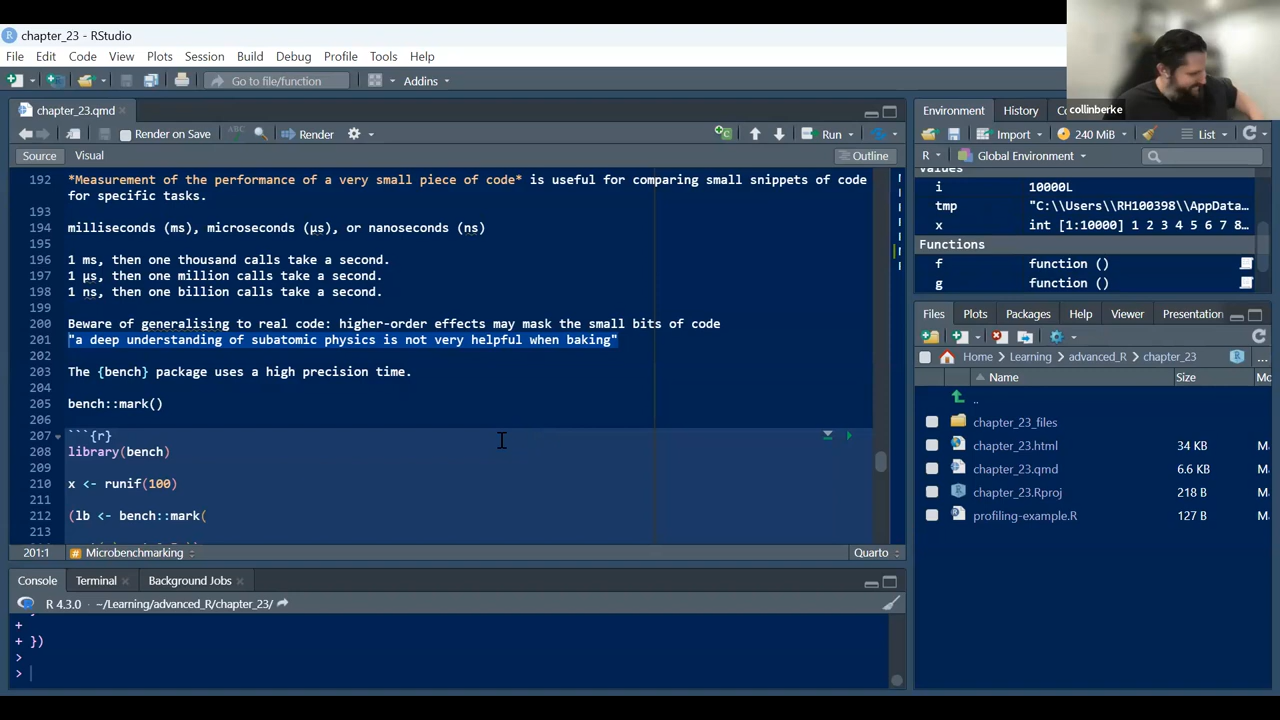 chapter_23 - RStudio
File Edit Code View Plots Session Build Debug Profile Tools Help
Go to file/function Addins
collinberke
chapter_23.qmd
Render on Save Render Run
Source Visual Outline
192 *Measurement of the performance of a very small piece of code* is useful for comparing small snippets of code
for specific tasks.
193
194 milliseconds (ms), microseconds (µs), or nanoseconds (ns)
195
196 1 ms, then one thousand calls take a second.
197 1 µs, then one million calls take a second.
198 1 ns, then one billion calls take a second.
199
200 Beware of generalising to real code: higher-order effects may mask the small bits of code
201 "a deep understanding of subatomic physics is not very helpful when baking"
202
203 The {bench} package uses a high precision time.
204
205 bench::mark()
206
207 ```{r}
208 library(bench)
209
210 x <- runif(100)
211
212 (lb <- bench::mark(
213
201:1 Microbenchmarking Quarto
Console Terminal Background Jobs
R 4.3.0 · ~/Learning/advanced_R/chapter_23/
+
+ })
>
>
Environment History
Import 240 MiB List
R Global Environment
Values
i 10000L
tmp "C:\\Users\\RH100398\\AppData…
x int [1:10000] 1 2 3 4 5 6 7 8…
Functions
f function ()
g function ()
Files Plots Packages Help Viewer Presentation
Home Learning advanced_R chapter_23 ...
Name Size Mo
..
chapter_23_files
chapter_23.html 34 KB Ma
chapter_23.qmd 6.6 KB Ma
chapter_23.Rproj 218 B Ma
profiling-example.R 127 B Ma